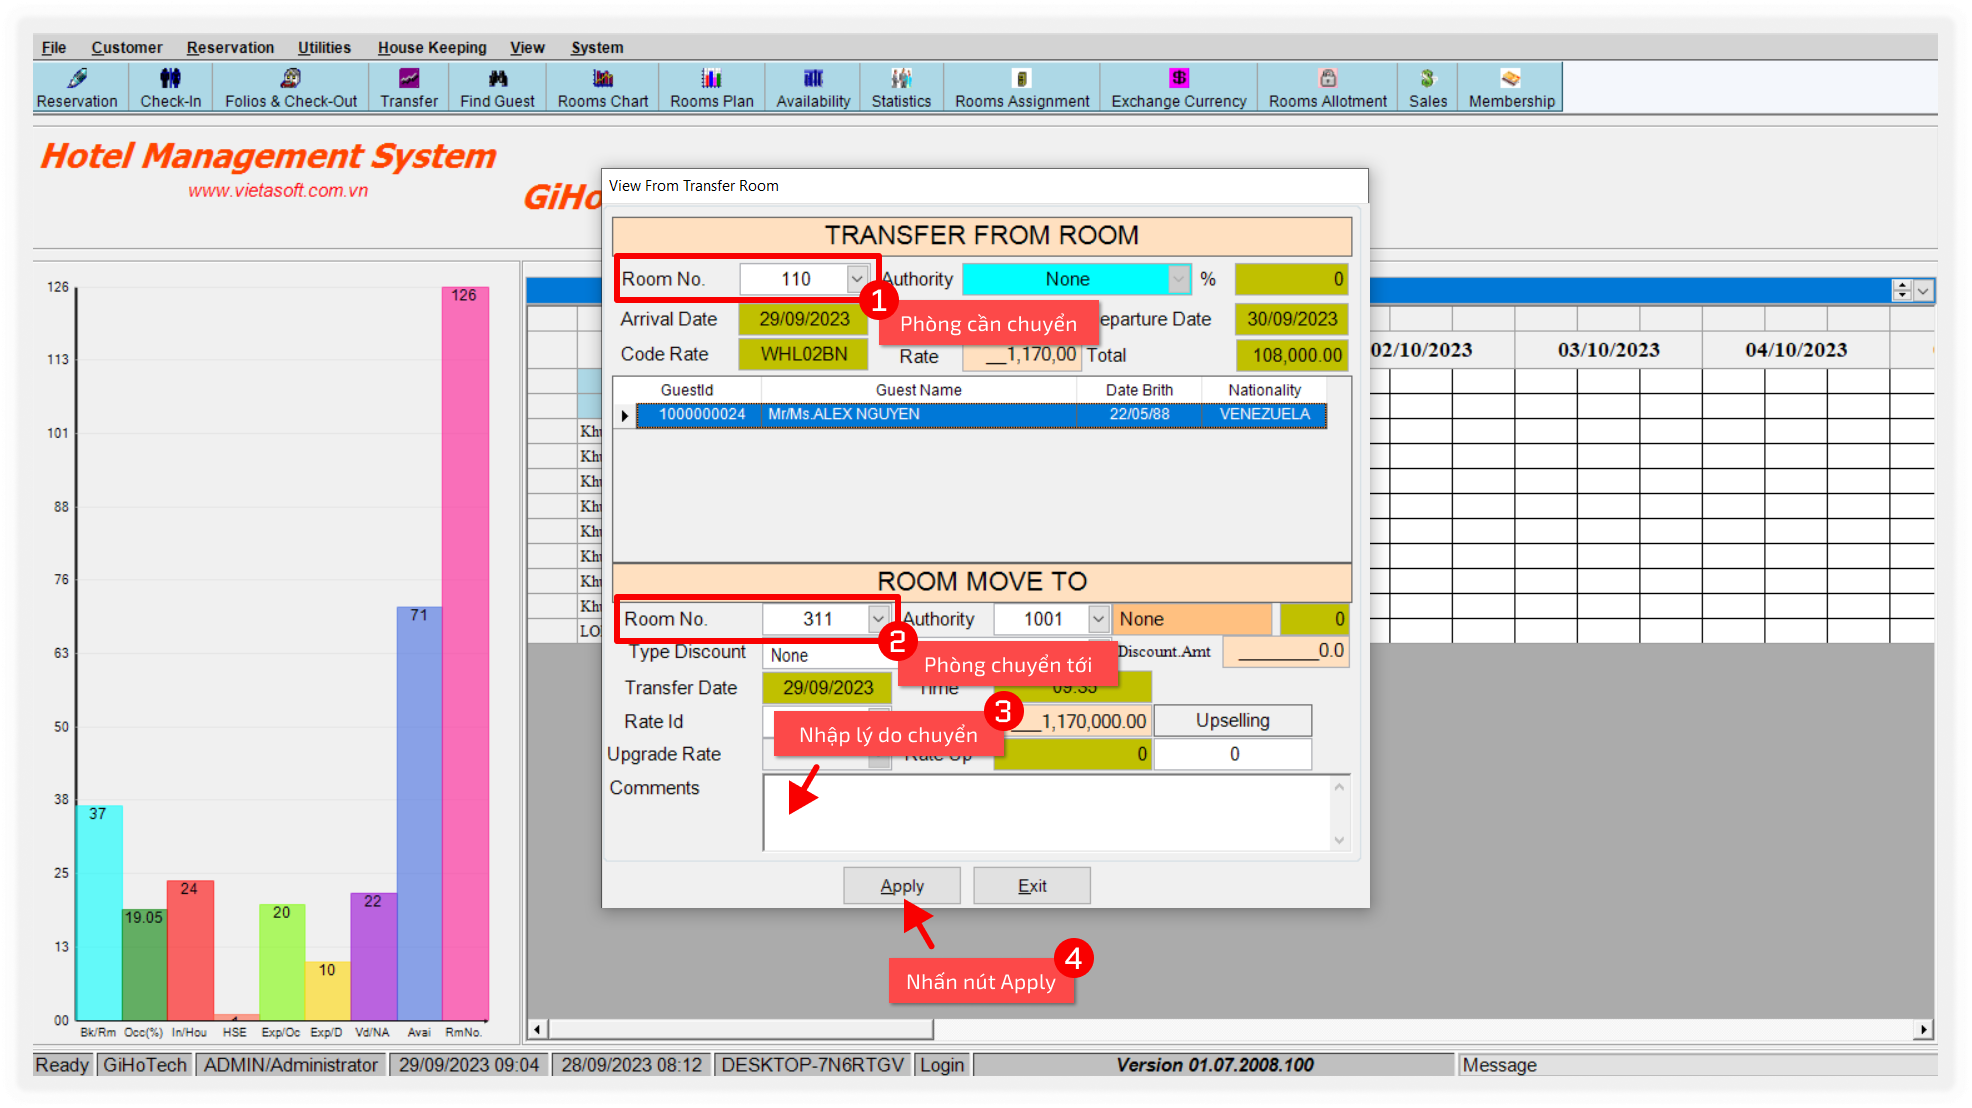 File Customer Reservation Utilities House Keeping View System
Reservation Check-In Folios & Check-Out Transfer Find Guest Rooms Chart Rooms Plan Availability Statistics Rooms Assignment Exchange Currency Rooms Allotment Sales Membership
Hotel Management System
www.vietasoft.com.vn
GiHo
View From Transfer Room
TRANSFER FROM ROOM
Room No. 110 Authority None % 0
1
Arrival Date 29/09/2023 Phòng cần chuyển eparture Date 30/09/2023
Code Rate WHL02BN Rate __1,170,00 Total 108,000.00
GuestId Guest Name Date Brith Nationality
1000000024 Mr/Ms.ALEX NGUYEN 22/05/88 VENEZUELA
ROOM MOVE TO
Room No. 311 Authority 1001 None 0
2
Type Discount None Phòng chuyển tới Discount.Amt ________0.0
Transfer Date 29/09/2023 Time 09:35
3
Rate Id Nhập lý do chuyển ___1,170,000.00 Upselling
Upgrade Rate Rate Up 0 0
Comments
Apply Exit
4
Nhấn nút Apply
02/10/2023 03/10/2023 04/10/2023
Khu
Khu
Khu
Khu
Khu
Khu
Khu
Khu
LO
126
113
101
88
76
63
50
38
25
13
00
37 19.05 24 1 20 10 22 71 126
Bk/Rm Occ(%) In/Hou HSE Exp/Oc Exp/D Vd/NA Avai RmNo.
Ready GiHoTech ADMIN/Administrator 29/09/2023 09:04 28/09/2023 08:12 DESKTOP-7N6RTGV Login Version 01.07.2008.100 Message